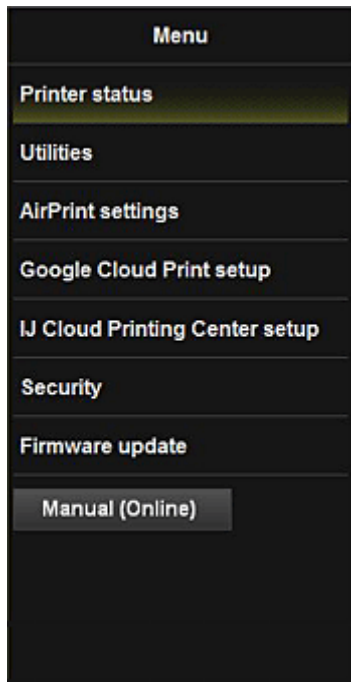 Menu
Printer status
Utilities
AirPrint settings
Google Cloud Print setup
IJ Cloud Printing Center setup
Security
Firmware update
Manual (Online)